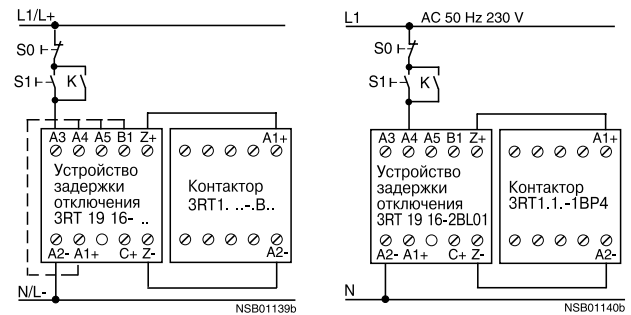 L1/L+
S0
S1 K
A3 A4 A5 B1 Z+ A1+
Устройство
задержки
отключения
3RT 19 16- ..
Контактор
3RT1. ..-.B..
A2- A1+ C+ Z- A2-
N/L-
NSB01139b
L1 AC 50 Hz 230 V
S0
S1 K
A3 A4 A5 B1 Z+ A1+
Устройство
задержки
отключения
3RT 19 16-2BL01
Контактор
3RT1.1.-1BP4
A2- A1+ C+ Z- A2-
N
NSB01140b